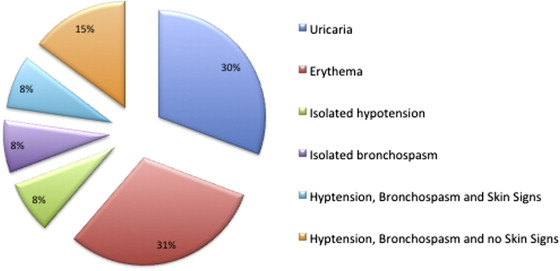 15%
30%
8%
8%
8%
31%
Uricaria
Erythema
Isolated hypotension
Isolated bronchospasm
Hyptension, Bronchospasm and Skin Signs
Hyptension, Bronchospasm and no Skin Signs